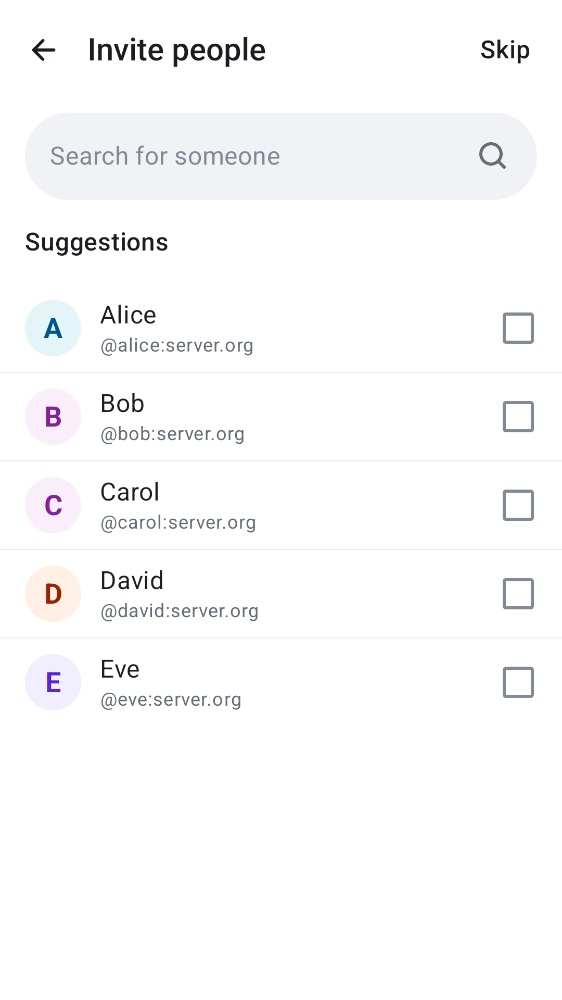 Invite people
Skip
Search for someone
Suggestions
A
Alice
@alice:server.org
B
Bob
@bob:server.org
C
Carol
@carol:server.org
D
David
@david:server.org
E
Eve
@eve:server.org